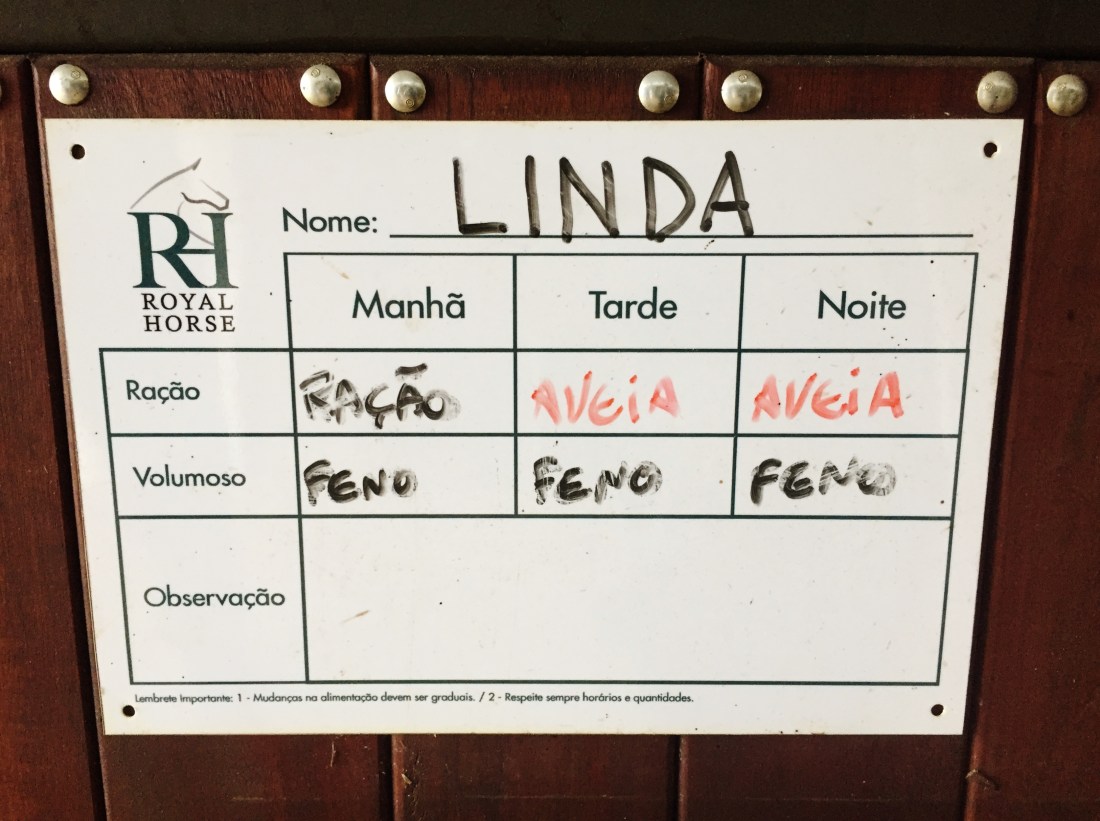 LINDA
Nome:
RH
ROYAL
HORSE
Manhã Tarde Noite
Ração RAÇÃO AVEiA AVEiA
Volumoso FENO FENO FENO
Observação
Lembrete Importante: 1 - Mudanças na alimentação devem ser graduais. / 2 - Respeite sempre horários e quantidades.